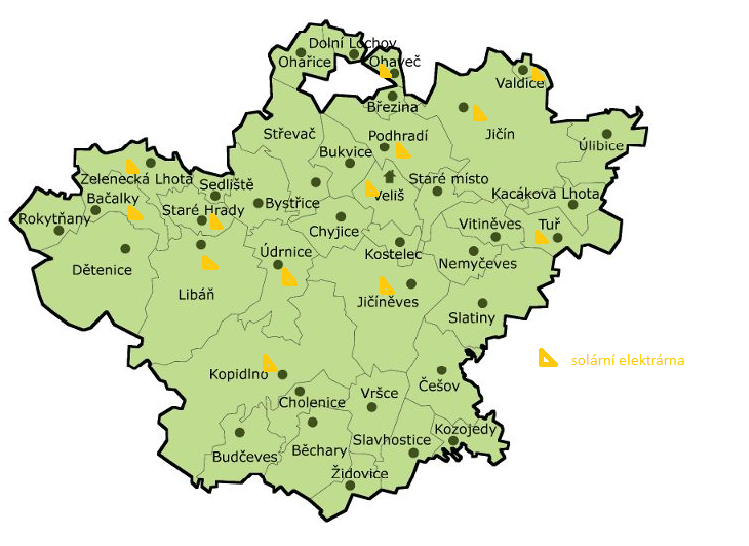 Dolní Lochov
Ohařice
Ohaveč
Valdice
Březina
Střevač
Podhradí
Jičín
Úlibice
Bukvice
Zelenecká Lhota
Sedliště
Staré místo
Veliš
Kacákova Lhota
Bačalky
Bystřice
Staré Hrady
Rokytňany
Chyjice
Vitiněves
Tuř
Údrnice
Kostelec
Nemyčeves
Dětenice
Libáň
Jičíněves
Slatiny
solární elektrárna
Kopidlno
Češov
Vršce
Cholenice
Kozojedy
Slavhostice
Běchary
Budčeves
Židovice